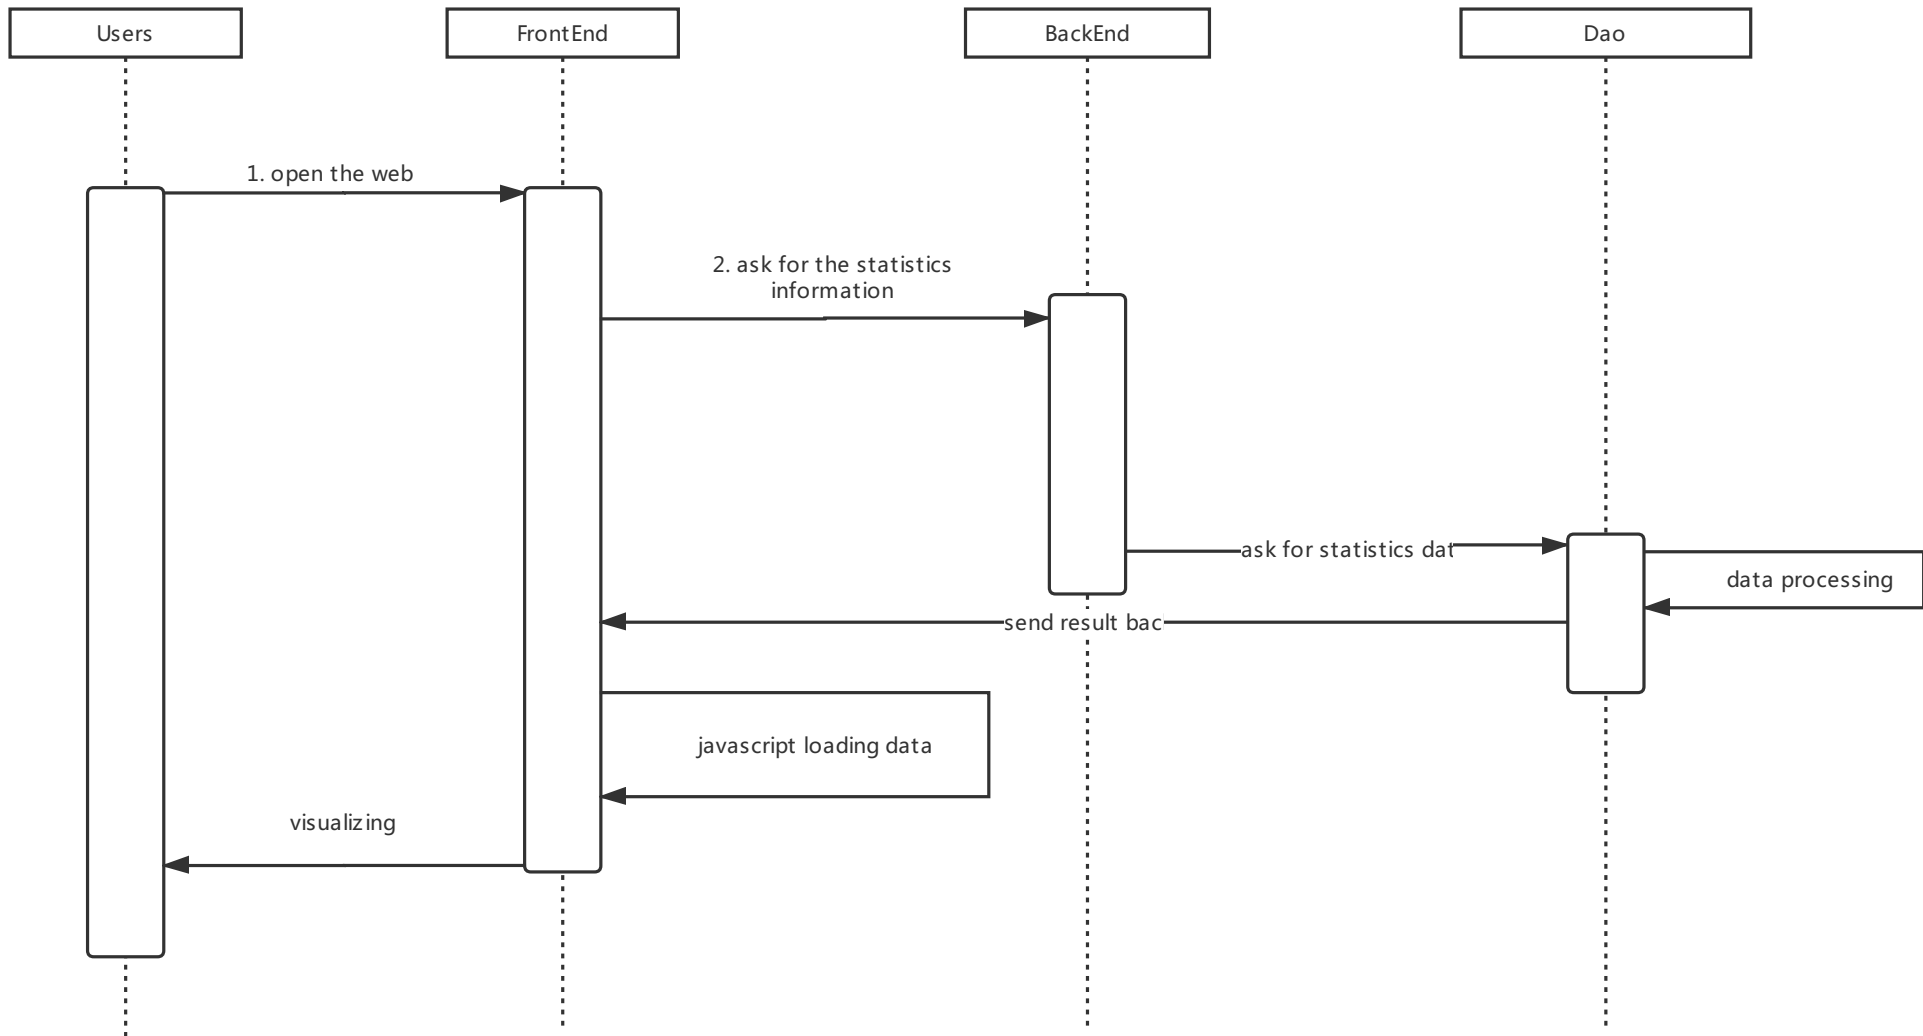 Users
FrontEnd
BackEnd
Dao
1. open the web
2. ask for the statistics
information
ask for statistics dat
data processing
send result bac
javascript loading data
visualizing